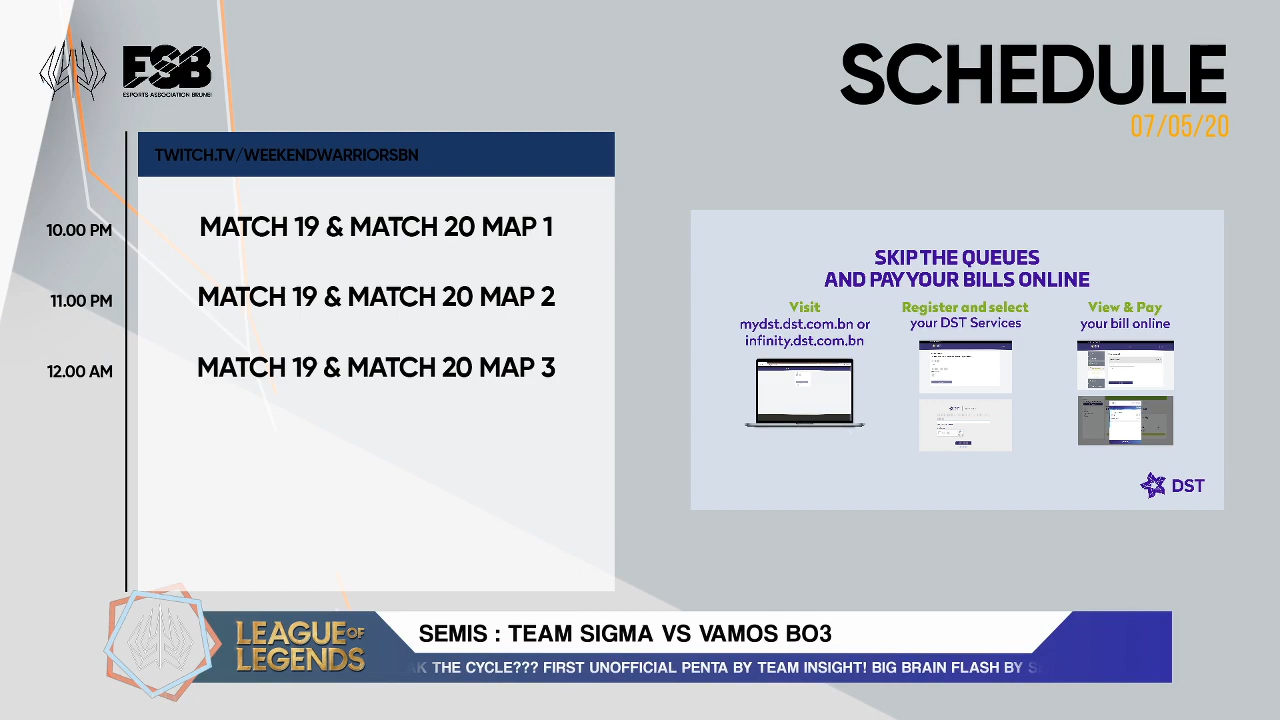 ESB
ESPORTS ASSOCIATION BRUNEI
SCHEDULE
07/05/20
TWITCH.TV/WEEKENDWARRIORSBN
10.00 PM
MATCH 19 & MATCH 20 MAP 1
11.00 PM
MATCH 19 & MATCH 20 MAP 2
12.00 AM
MATCH 19 & MATCH 20 MAP 3
SKIP THE QUEUES
AND PAY YOUR BILLS ONLINE
Visit
mydst.dst.com.bn or
infinity.dst.com.bn
Register and select
your DST Services
View & Pay
your bill online
DST
DST
LEAGUE OF
LEGENDS
SEMIS : TEAM SIGMA VS VAMOS BO3
THE CYCLE??? FIRST UNOFFICIAL PENTA BY TEAM INSIGHT! BIG BRAIN FLASH BY